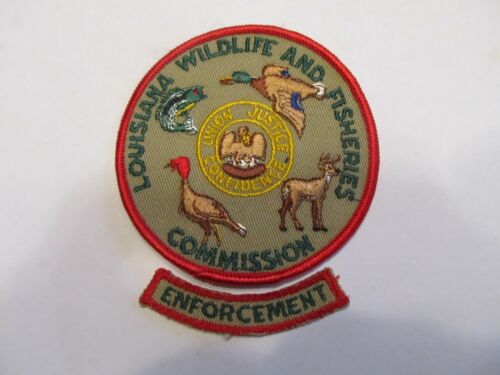 LOUISIANA WILDLIFE AND FISHERIES
COMMISSION
UNION JUSTICE
CONFIDENCE
ENFORCEMENT